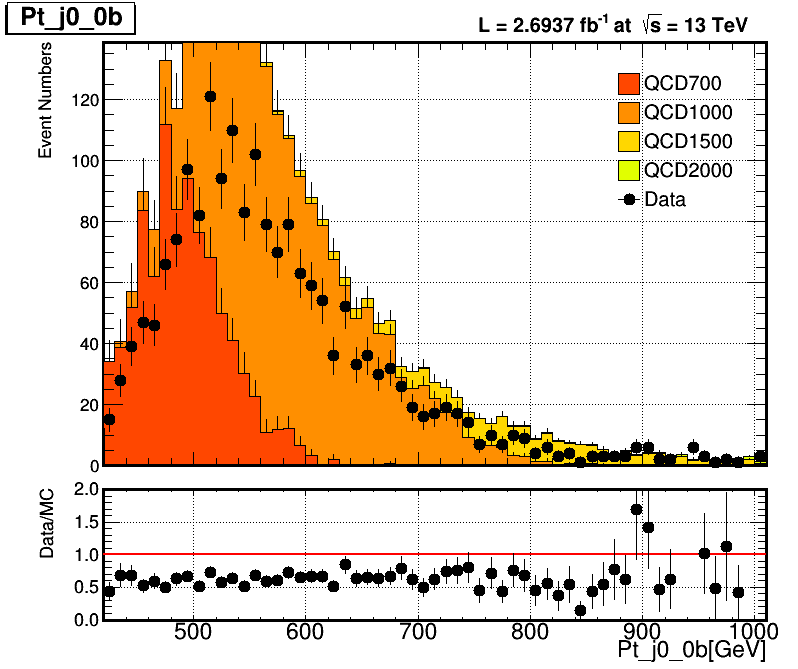 Pt_j0_0b
L = 2.6937 fb-1 at √s = 13 TeV
Event Numbers
120
100
80
60
40
20
0
QCD700
QCD1000
QCD1500
QCD2000
Data
Data/MC
2.0
1.5
1.0
0.5
0.0
500 600 700 800 900 1000
Pt_j0_0b[GeV]